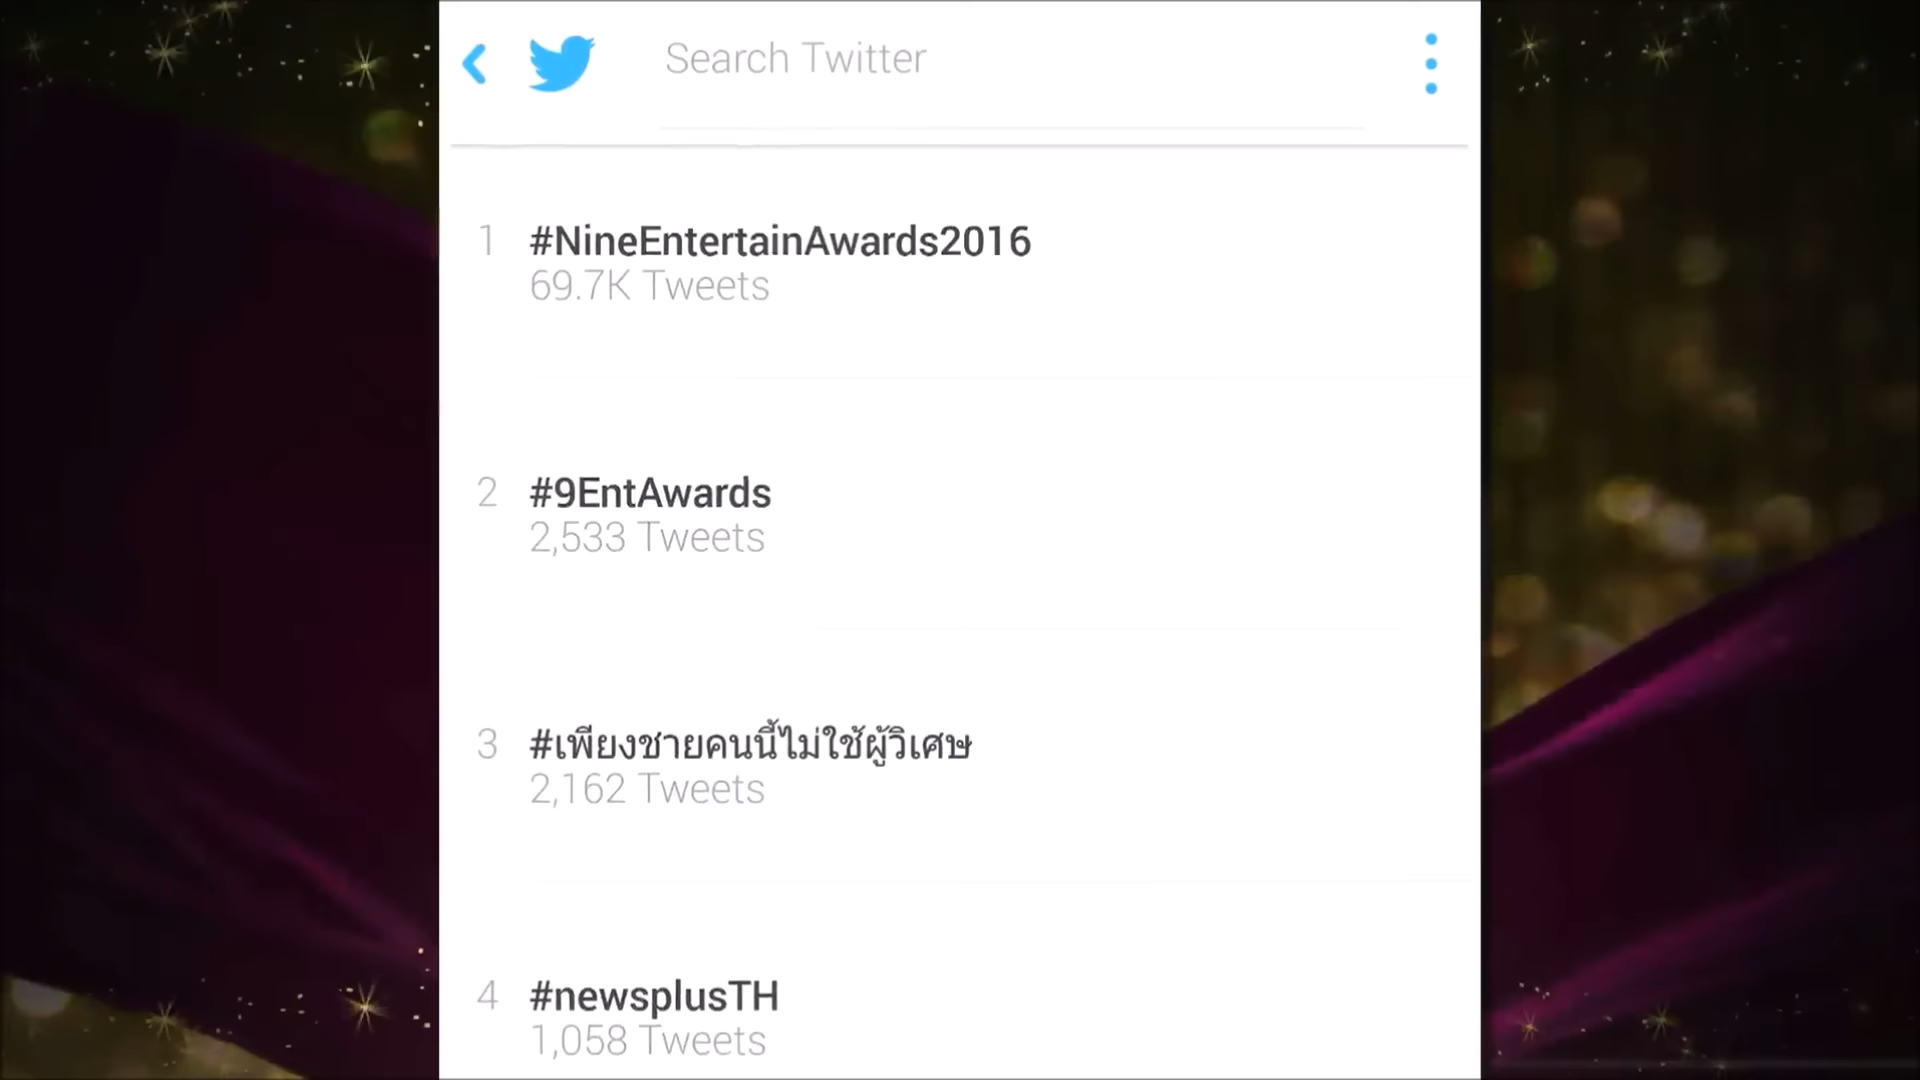 Search Twitter
1 #NineEntertainAwards2016
69.7K Tweets
2 #9EntAwards
2,533 Tweets
3 #เพียงชายคนนี้ไม่ใช้ผู้วิเศษ
2,162 Tweets
4 #newsplusTH
1,058 Tweets